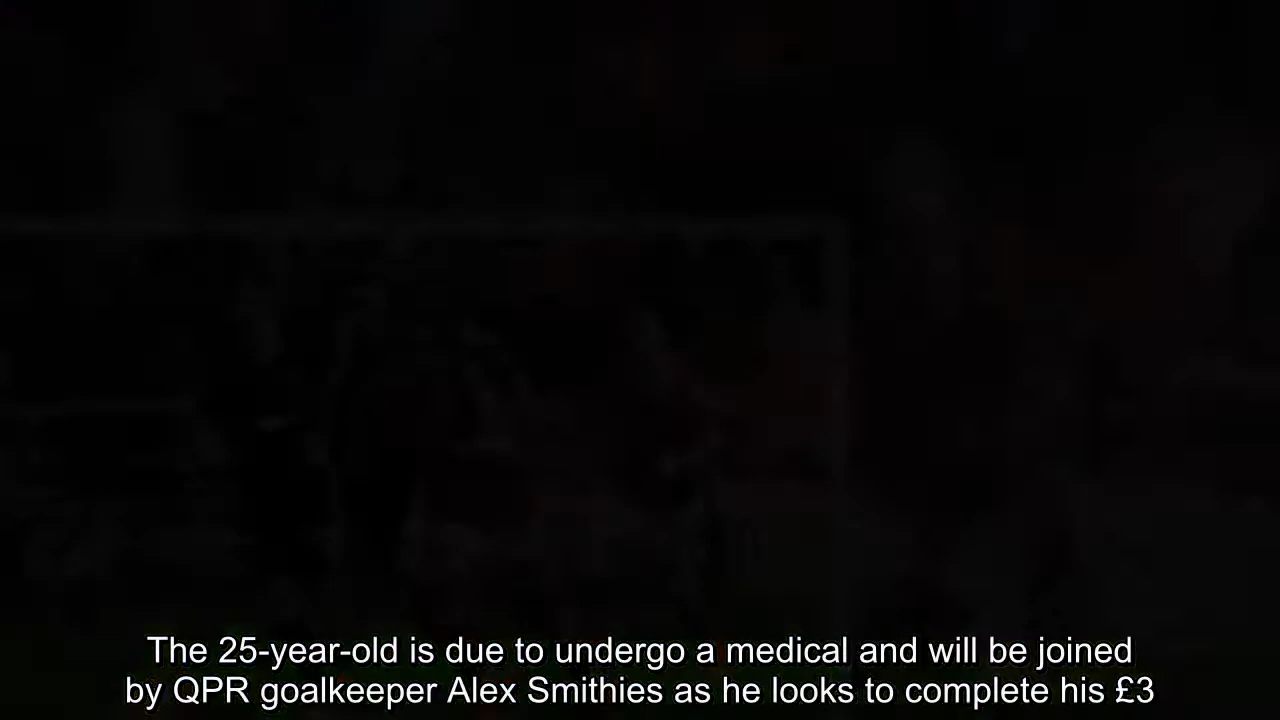 The 25-year-old is due to undergo a medical and will be joined
by QPR goalkeeper Alex Smithies as he looks to complete his £3